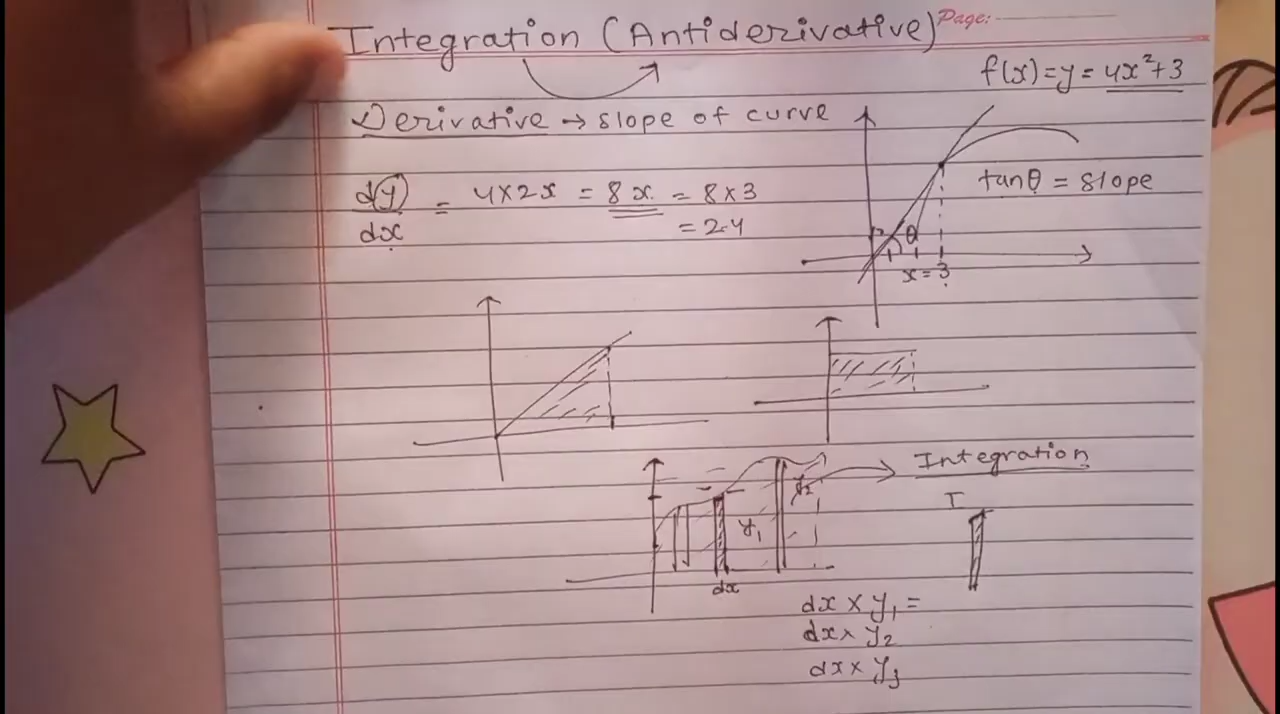 Page:
Integration (Antiderivative)
f(x) = y = 4x²+3
Derivative → slope of curve
tanθ = slope
dy/dx = 4×2x = 8x = 8×3
= 24
θ
x = 3
Integration
y₂
y₁
dx
dx × y₁ =
dx × y₂
dx × y₃